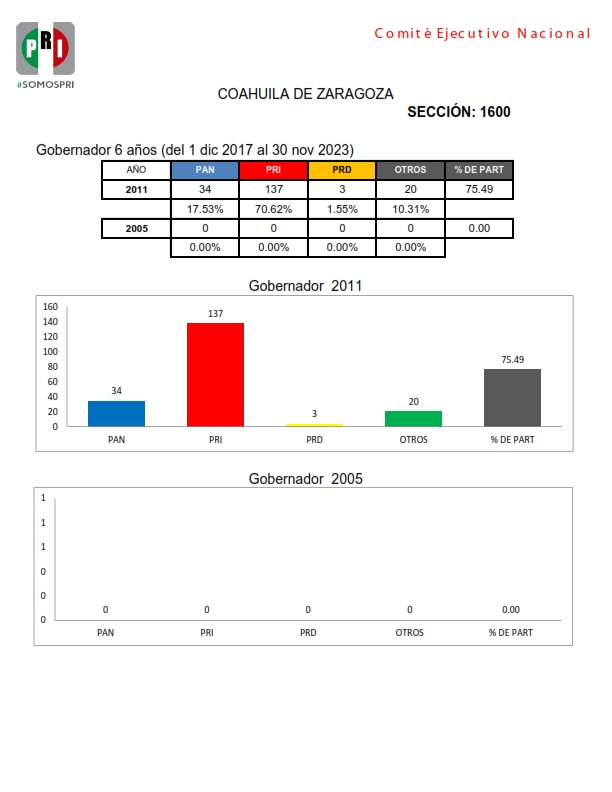 Comité Ejecutivo Nacional
PRI
#SOMOSPRI
COAHUILA DE ZARAGOZA
SECCIÓN: 1600
Gobernador 6 años (del 1 dic 2017 al 30 nov 2023)
AÑO PAN PRI PRD OTROS % DE PART
2011 34 137 3 20 75.49
17.53% 70.62% 1.55% 10.31%
2005 0 0 0 0 0.00
0.00% 0.00% 0.00% 0.00%
Gobernador 2011
160
140
120
100
80
60
40
20
0
34 137 3 20 75.49
PAN PRI PRD OTROS % DE PART
Gobernador 2005
1
1
1
0
0
0
0 0 0 0 0.00
PAN PRI PRD OTROS % DE PART